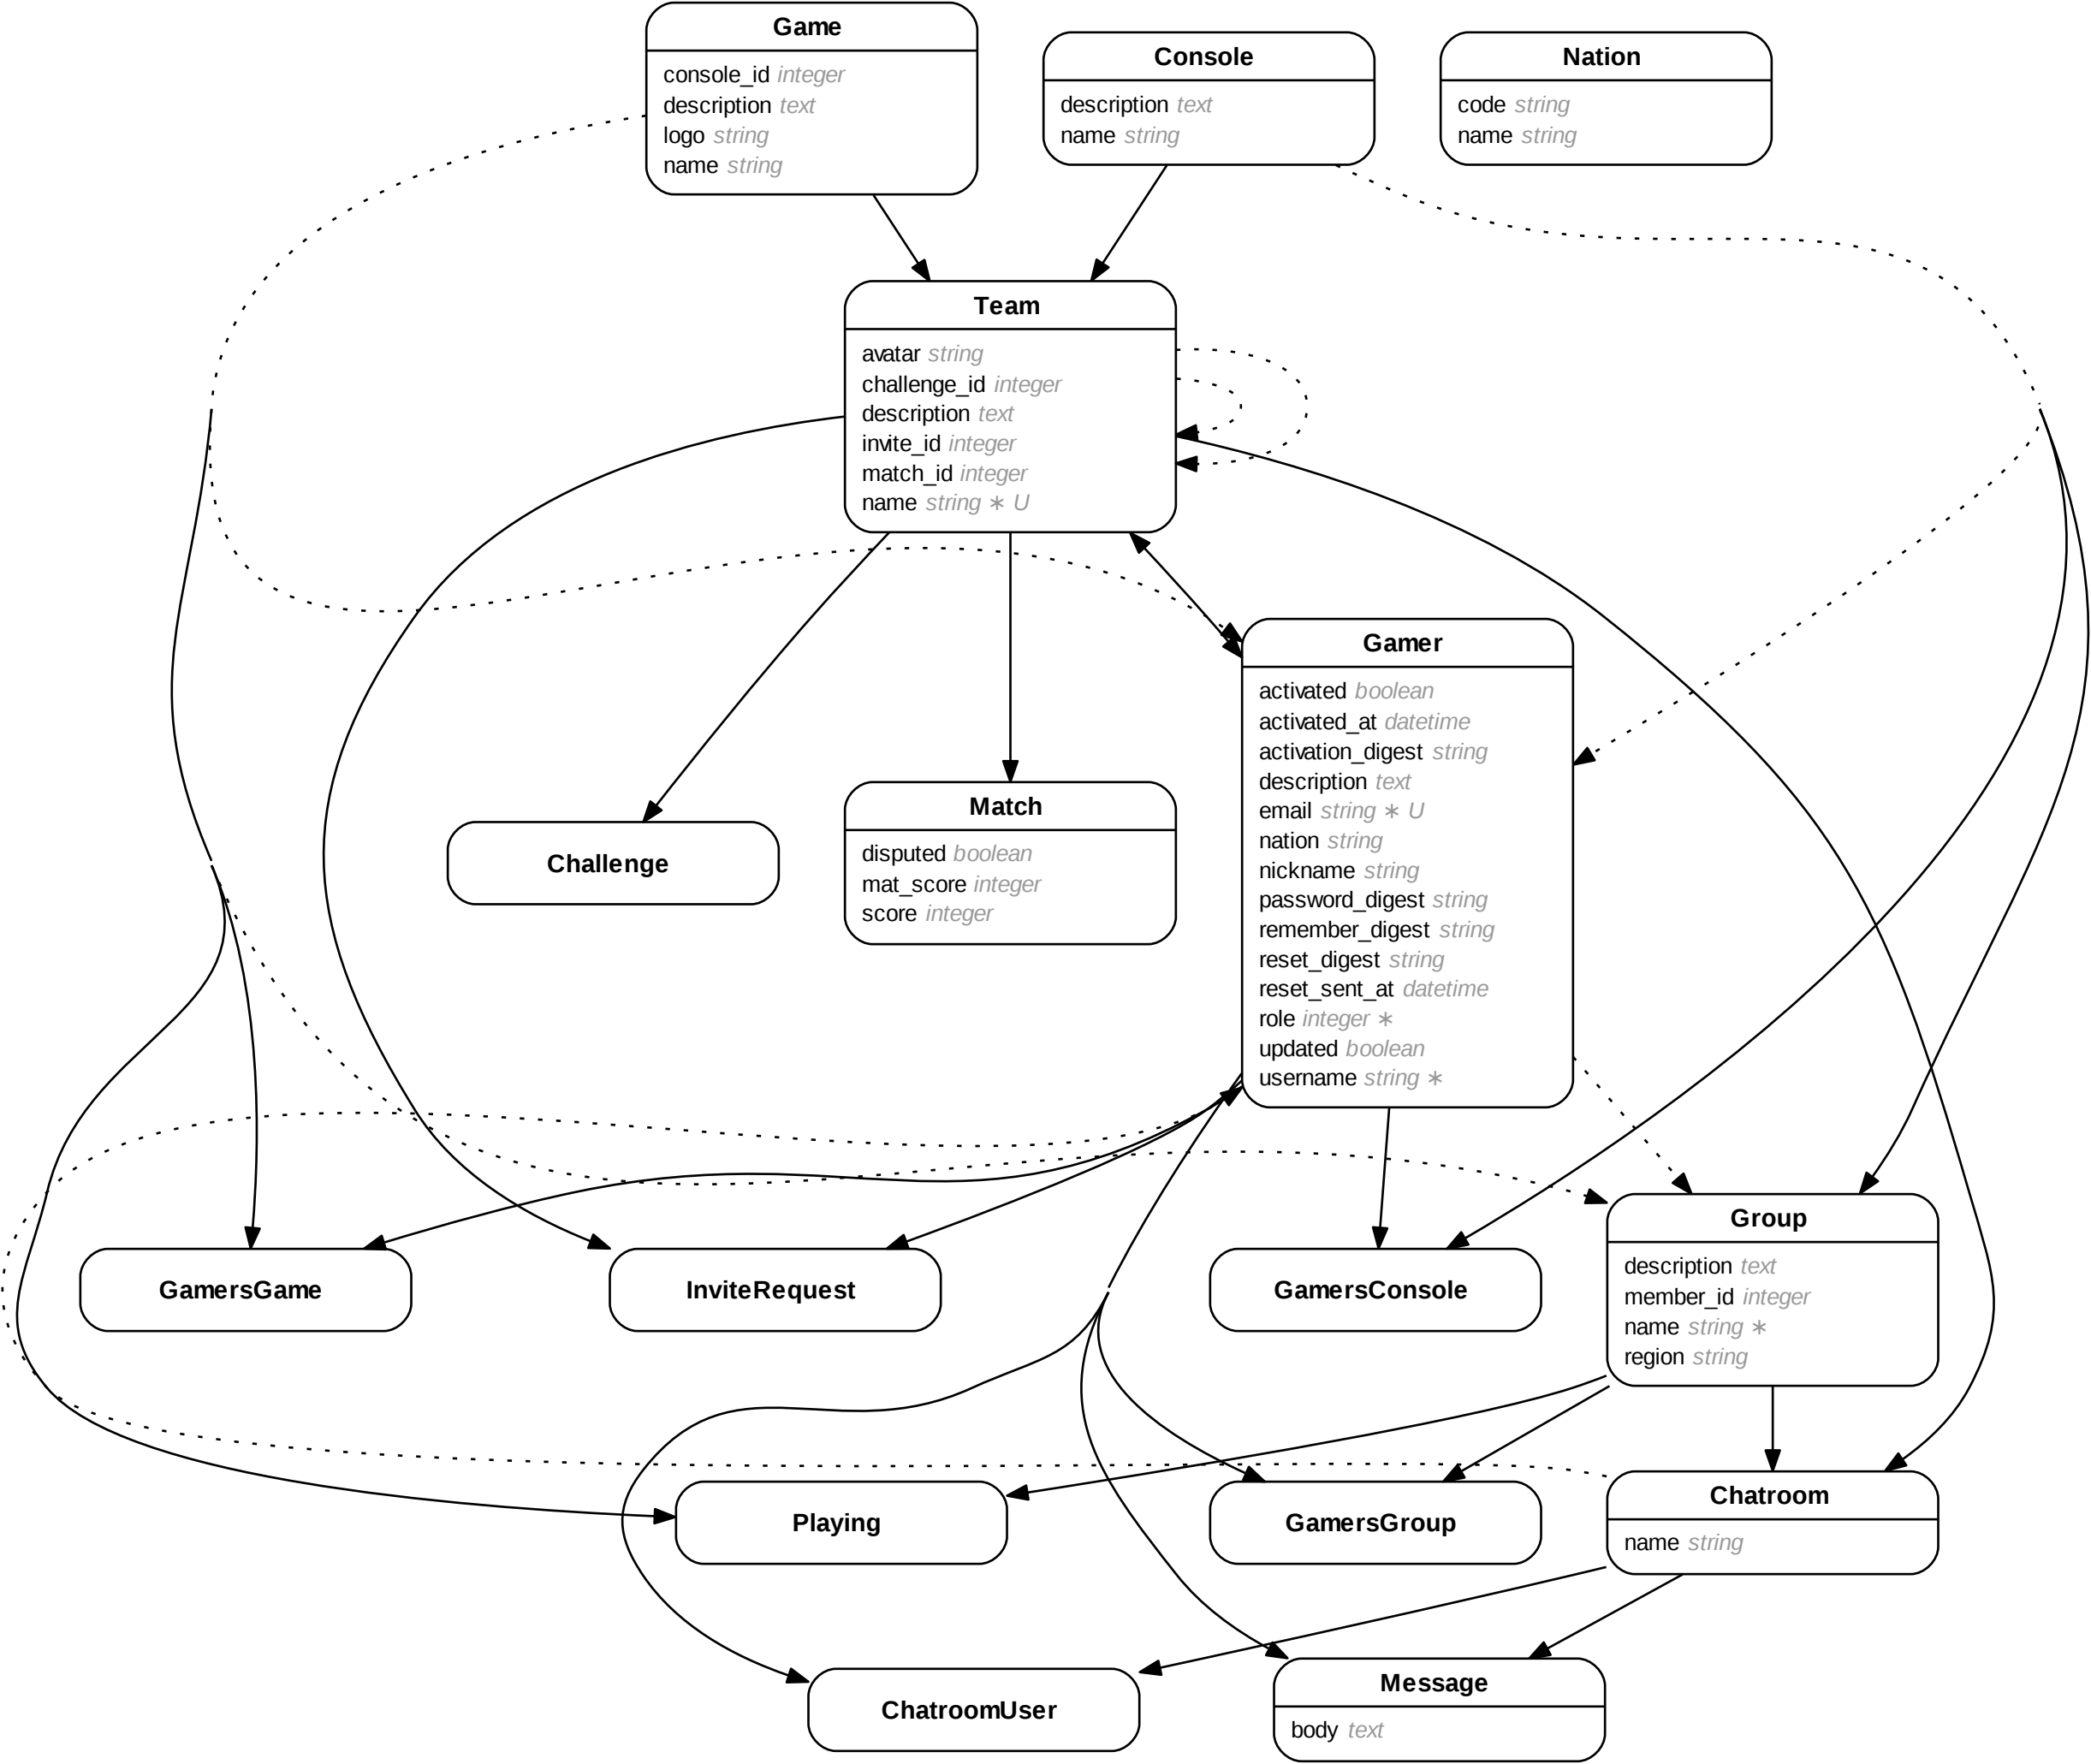 Game
console_id integer
description text
logo string
name string
Console
description text
name string
Nation
code string
name string
Team
avatar string
challenge_id integer
description text
invite_id integer
match_id integer
name string ∗ U
Gamer
activated boolean
activated_at datetime
activation_digest string
description text
email string ∗ U
nation string
nickname string
password_digest string
remember_digest string
reset_digest string
reset_sent_at datetime
role integer ∗
updated boolean
username string ∗
Match
disputed boolean
mat_score integer
score integer
Challenge
GamersGame
InviteRequest
GamersConsole
Group
description text
member_id integer
name string ∗
region string
Playing
GamersGroup
Chatroom
name string
ChatroomUser
Message
body text